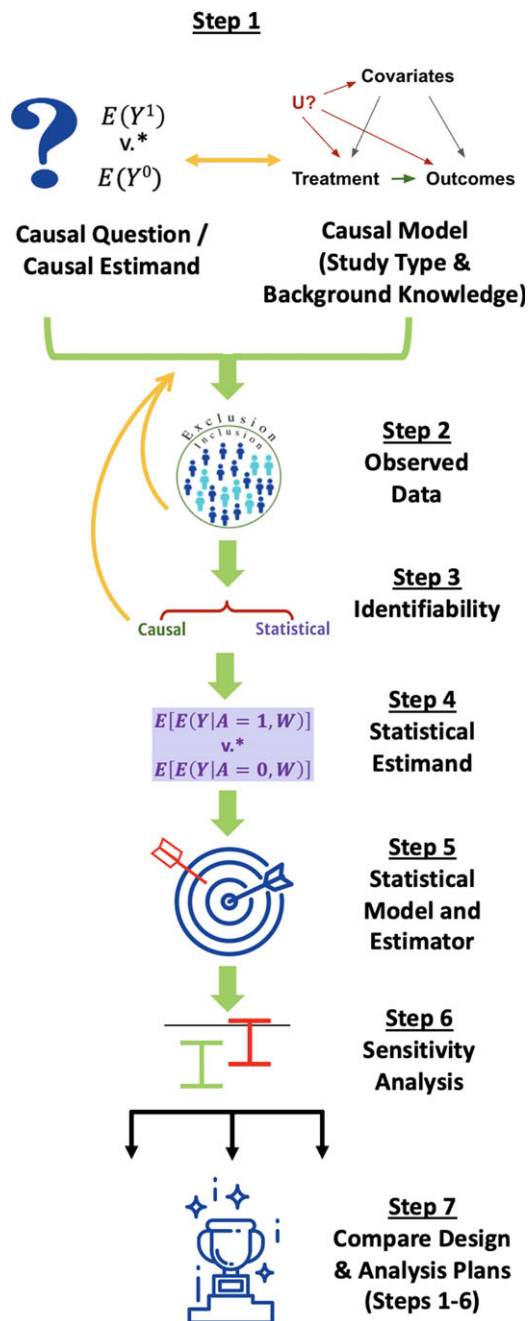 Step 1
E(Y¹)
v.*
E(Y⁰)
Covariates
U?
Treatment
Outcomes
Causal Question /
Causal Estimand
Causal Model
(Study Type &
Background Knowledge)
Exclusion
Inclusion
Step 2
Observed
Data
Step 3
Identifiability
Causal
Statistical
E[E(Y|A = 1, W)]
v.*
E[E(Y|A = 0, W)]
Step 4
Statistical
Estimand
Step 5
Statistical
Model and
Estimator
Step 6
Sensitivity
Analysis
Step 7
Compare Design
& Analysis Plans
(Steps 1-6)